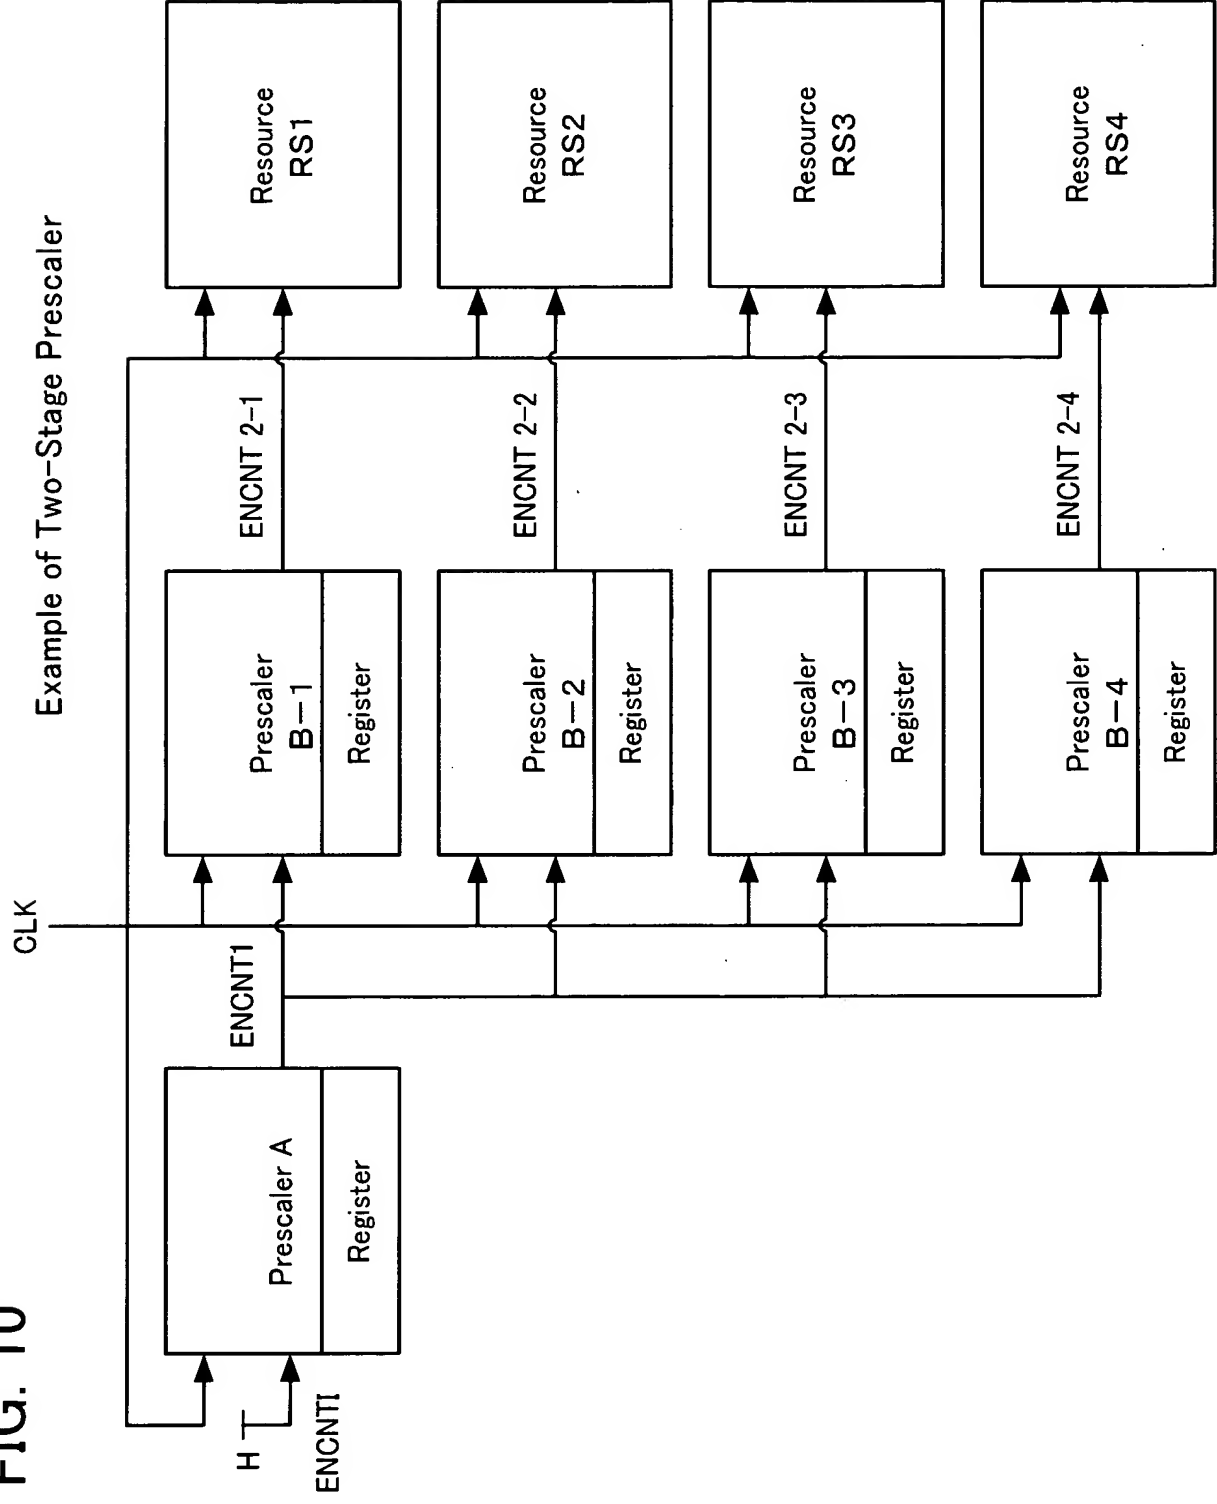 FIG. 10
Example of Two-Stage Prescaler
CLK
H
ENCNTI
Prescaler A
Register
ENCNT1
Prescaler
B-1
Register
ENCNT 2-1
Resource
RS1
Prescaler
B-2
Register
ENCNT 2-2
Resource
RS2
Prescaler
B-3
Register
ENCNT 2-3
Resource
RS3
Prescaler
B-4
Register
ENCNT 2-4
Resource
RS4